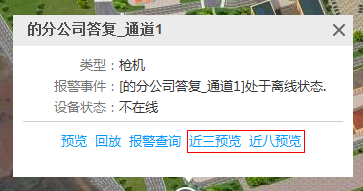 的分公司答复_通道1
类型：枪机
报警事件：[的分公司答复_通道1]处于离线状态.
设备状态：不在线
预览 回放 报警查询 近三预览 近八预览